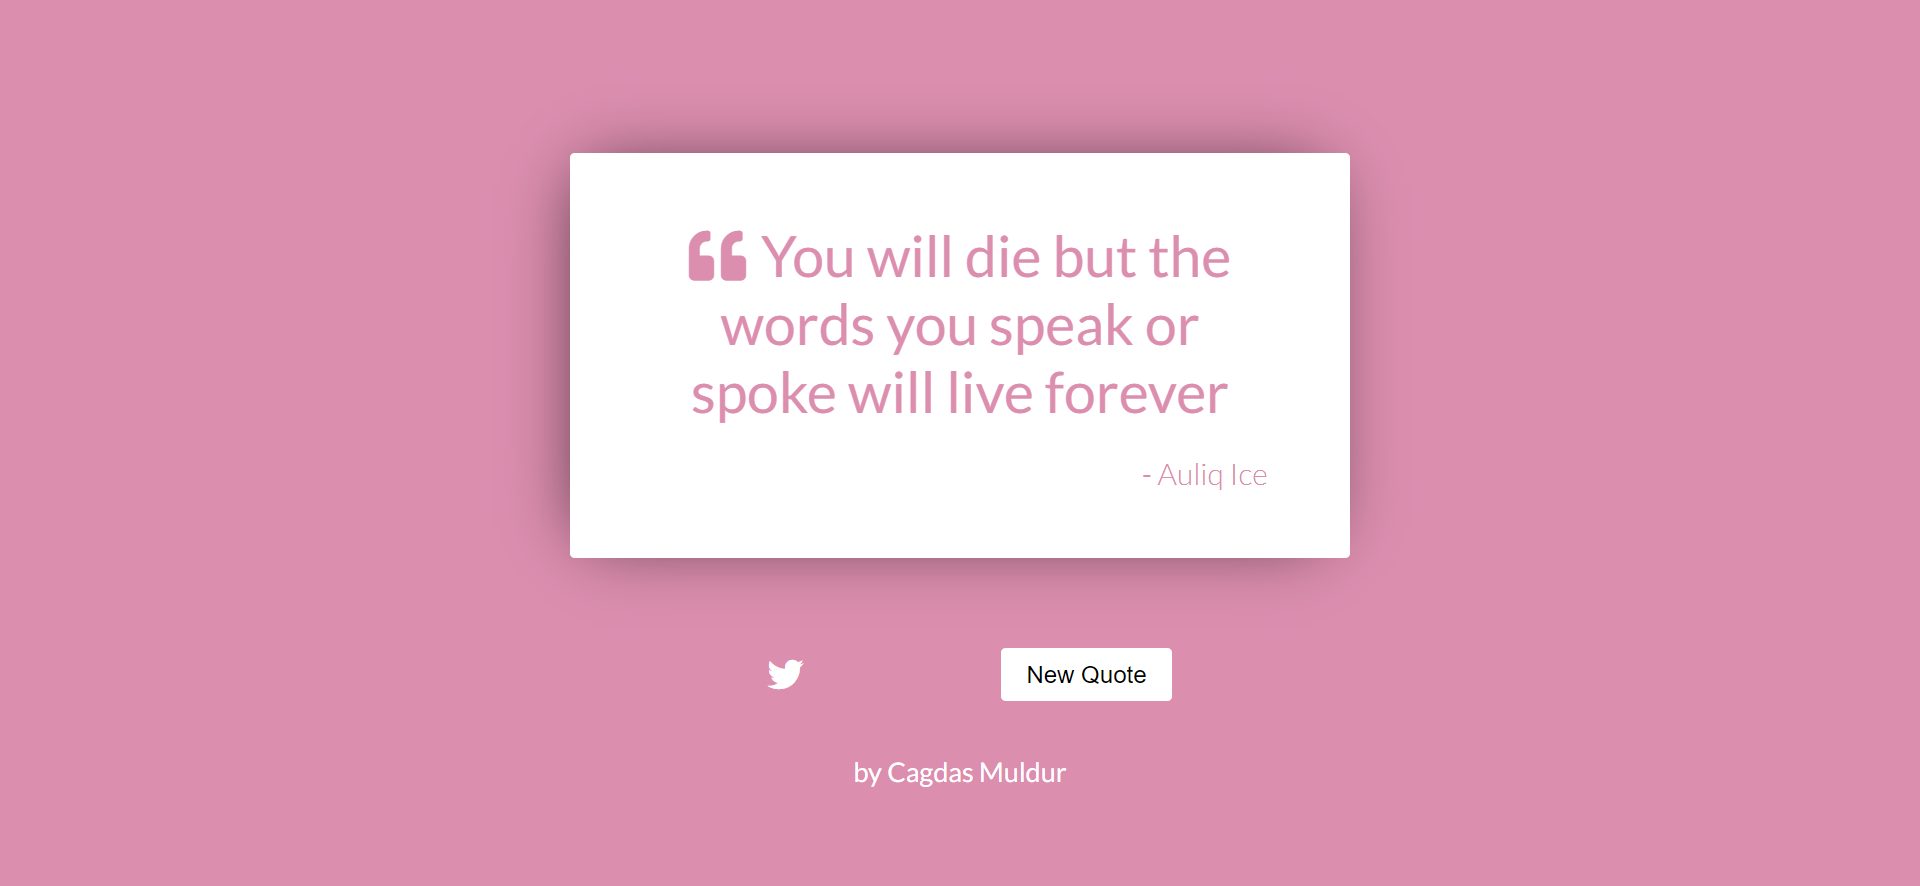 “ You will die but the
words you speak or
spoke will live forever
- Auliq Ice
New Quote
by Cagdas Muldur